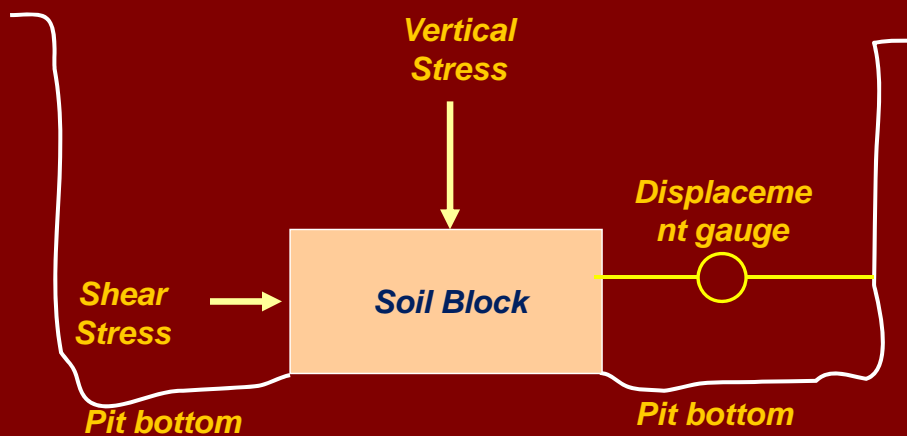 Vertical
Stress
Displaceme
nt gauge
Shear
Stress
Soil Block
Pit bottom
Pit bottom